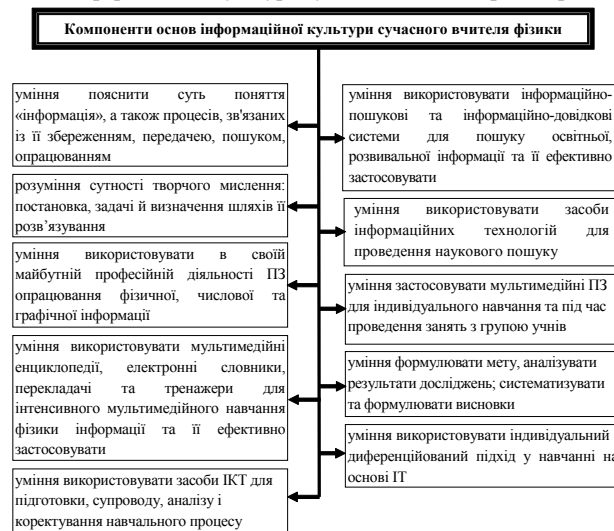 Компоненти основ інформаційної культури сучасного вчителя фізики
уміння пояснити суть поняття
«інформація», а також процесів, зв'язаних
із її збереженням, передачею, пошуком,
опрацюванням
розуміння сутності творчого мислення:
постановка, задачі й визначення шляхів її
розв’язування
уміння використовувати в своїй
майбутній професійній діяльності ПЗ
опрацювання фізичної, числової та
графічної інформації
уміння використовувати мультимедійні
енциклопедії, електронні словники,
перекладачі та тренажери для
інтенсивного мультимедійного навчання
фізики інформації та її ефективно
застосовувати
уміння використовувати засоби ІКТ для
підготовки, супроводу, аналізу і
коректування навчального процесу
уміння використовувати інформаційно-
пошукові та інформаційно-довідкові
системи для пошуку освітньої,
розвивальної інформації та її ефективно
застосовувати
уміння використовувати засоби
інформаційних технологій для
проведення наукового пошуку
уміння застосовувати мультимедійні ПЗ
для індивідуального навчання та під час
проведення занять з групою учнів
уміння формулювати мету, аналізувати
результати досліджень; систематизувати
та формулювати висновки
уміння використовувати індивідуальний
диференційований підхід у навчанні на
основі ІТ